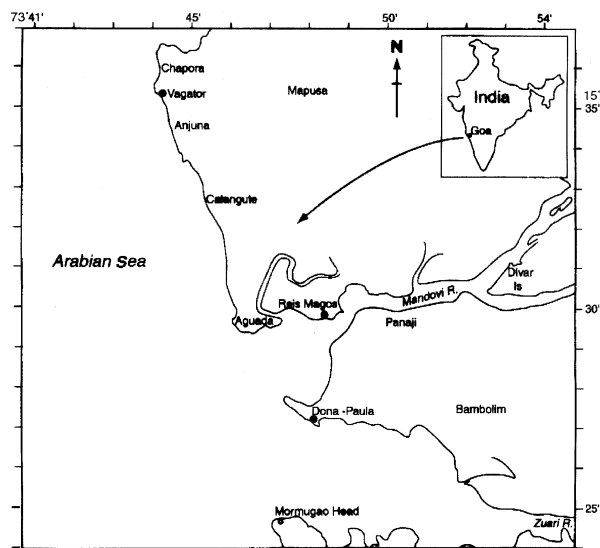 73°41'
45'
50'
54'
N
Chapora
Vagator
Mapusa
India
15°
35'
Goa
Anjuna
Calangute
Arabian Sea
Divar
Is
Mandovi R.
Reis Magos
Aguada
Panaji
30'
Dona -Paula
Bambolim
Mormugao Head
25'
Zuari R.